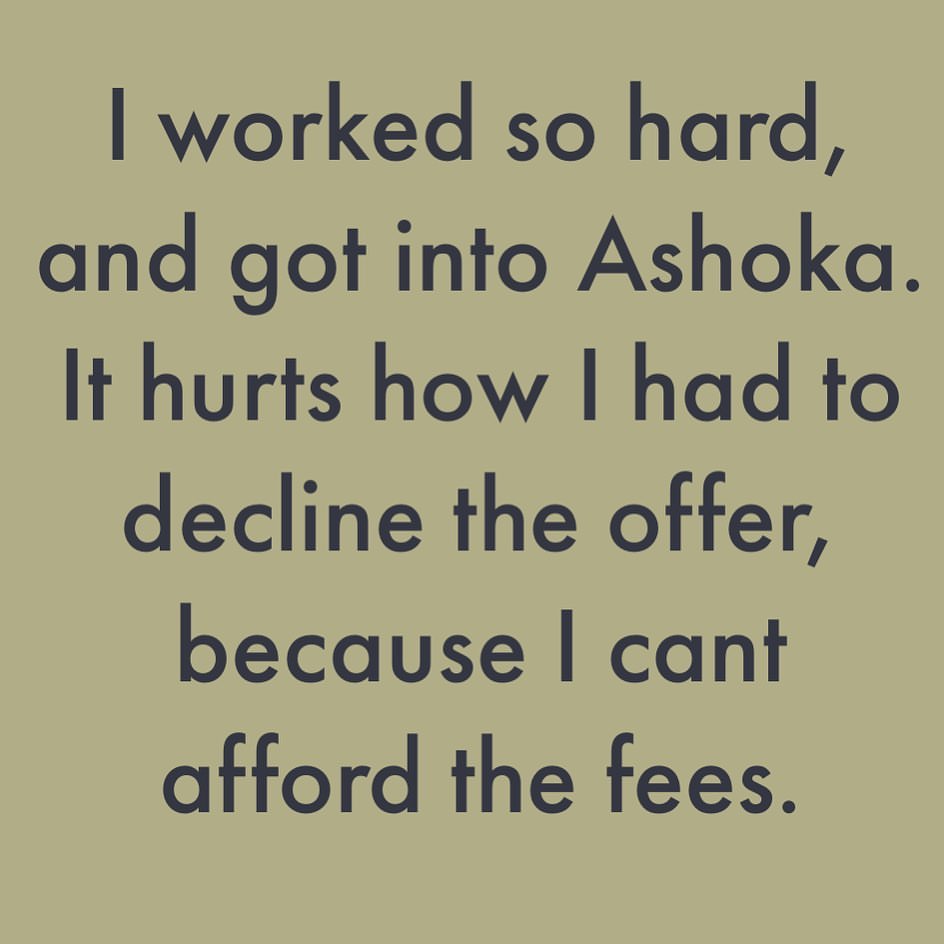 I worked so hard,
and got into Ashoka.
It hurts how I had to
decline the offer,
because I cant
afford the fees.